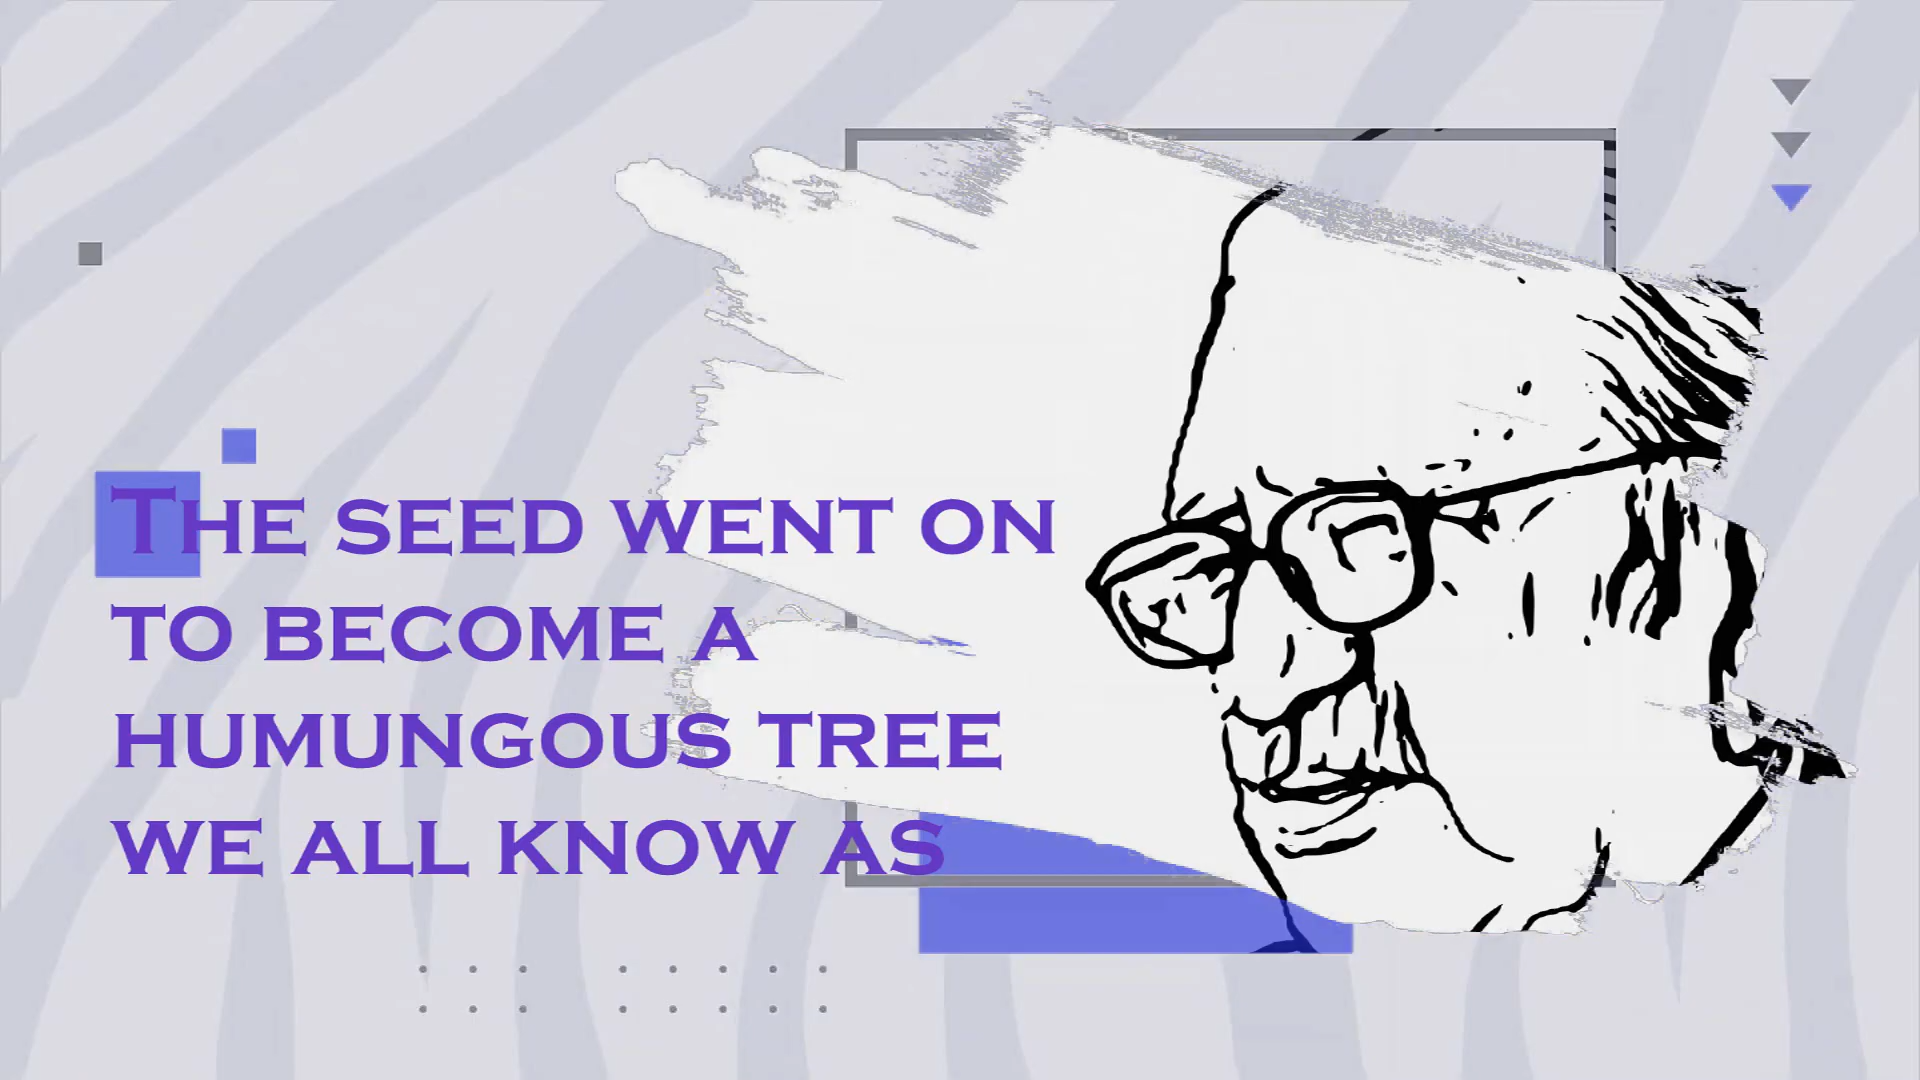 The seed went on
to become a
humungous tree
we all know as